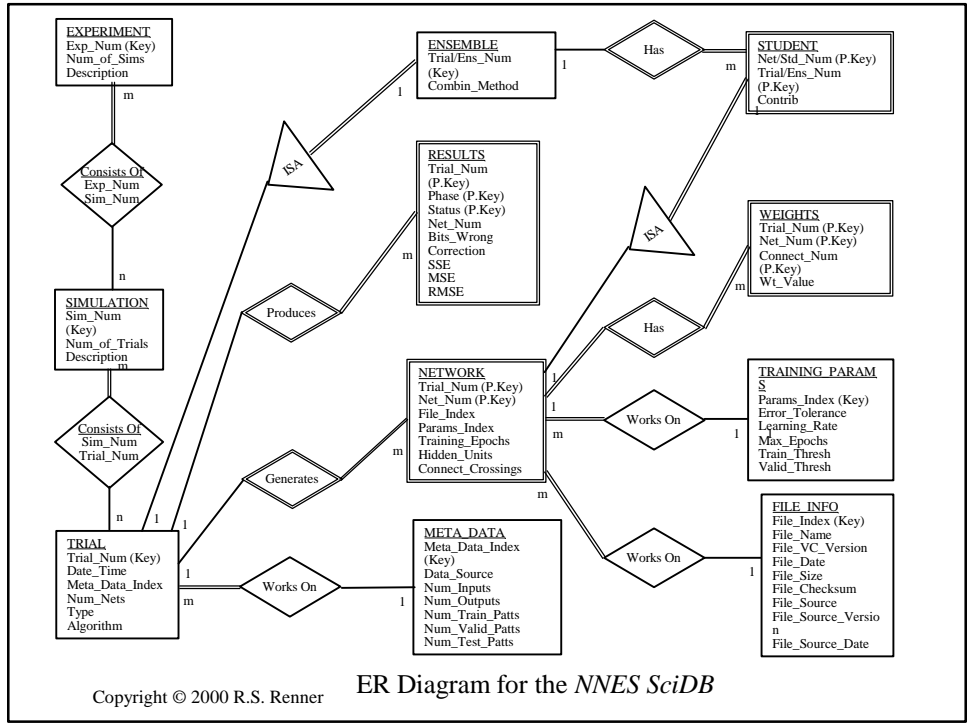 EXPERIMENT
Exp_Num (Key)
Num_of_Sims
Description
m
Consists Of
Exp_Num
Sim_Num
n
SIMULATION
Sim_Num
(Key)
Num_of_Trials
Description
m
Consists Of
Sim_Num
Trial_Num
n
TRIAL
Trial_Num (Key)
Date_Time
Meta_Data_Index
Num_Nets
Type
Algorithm
1
1
1
m
ISA
1
ENSEMBLE
Trial/Ens_Num
(Key)
Combin_Method
1
Has
m
STUDENT
Net/Std_Num (P.Key)
Trial/Ens_Num
(P.Key)
Contrib
1
ISA
1
Produces
m
RESULTS
Trial_Num
(P.Key)
Phase (P.Key)
Status (P.Key)
Net_Num
Bits_Wrong
Correction
SSE
MSE
RMSE
Generates
m
NETWORK
Trial_Num (P.Key)
Net_Num (P.Key)
File_Index
Params_Index
Training_Epochs
Hidden_Units
Connect_Crossings
1
m
m
Has
m
WEIGHTS
Trial_Num (P.Key)
Net_Num (P.Key)
Connect_Num
(P.Key)
Wt_Value
Works On
1
TRAINING_PARAM
S
Params_Index (Key)
Error_Tolerance
Learning_Rate
Max_Epochs
1
Train_Thresh
Valid_Thresh
Works On
1
FILE_INFO
File_Index (Key)
File_Name
File_VC_Version
File_Date
File_Size
File_Checksum
File_Source
File_Source_Versio
n
File_Source_Date
Works On
1
META_DATA
Meta_Data_Index
(Key)
Data_Source
Num_Inputs
Num_Outputs
Num_Train_Patts
Num_Valid_Patts
Num_Test_Patts
Copyright © 2000 R.S. Renner
ER Diagram for the NNES SciDB